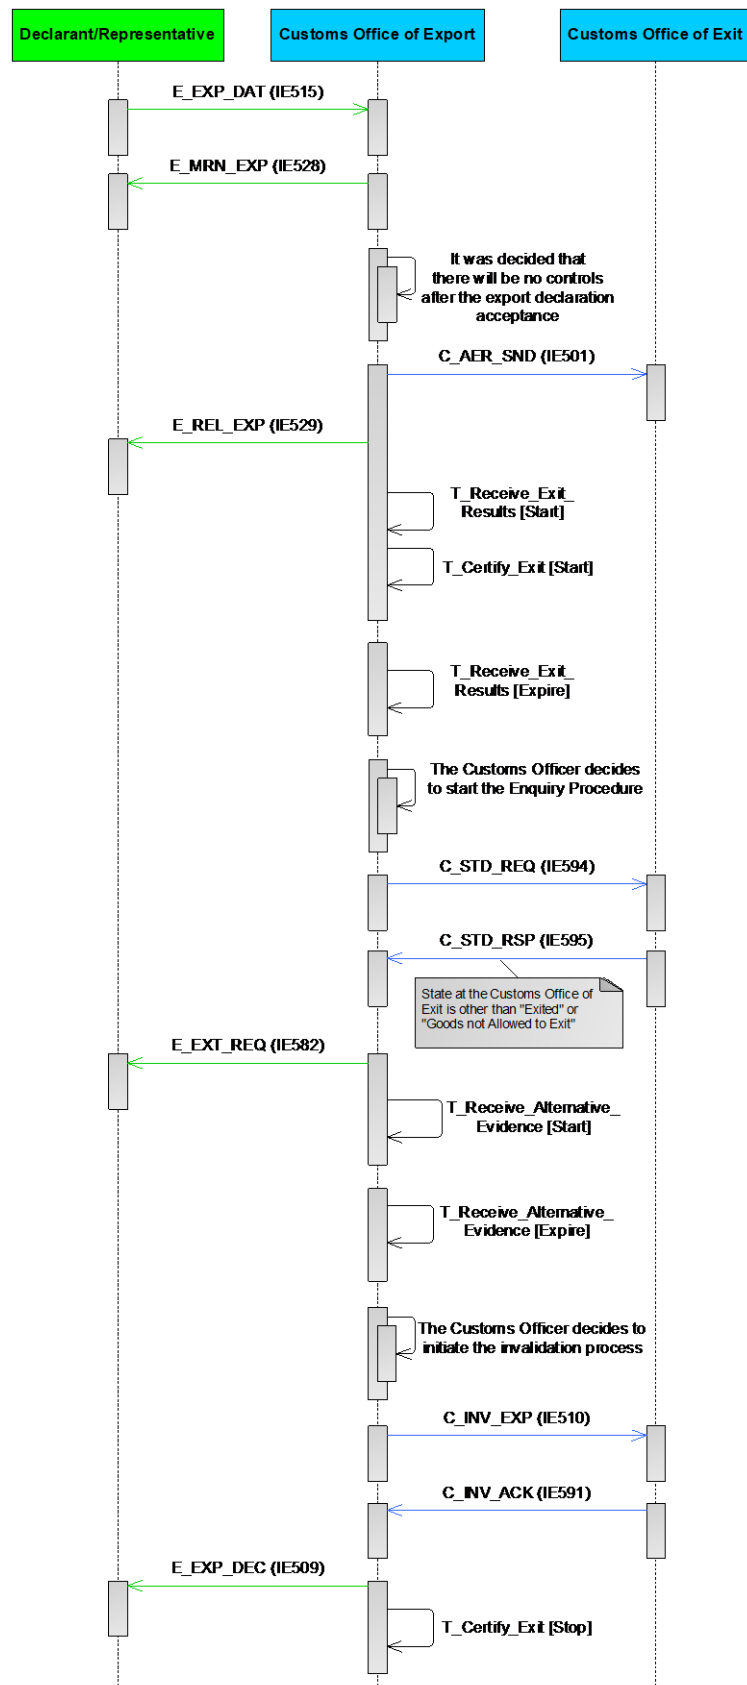 Declarant/Representative
Customs Office of Export
Customs Office of Exit
E_EXP_DAT (IE515)
E_MRN_EXP (IE528)
It was decided that
there will be no controls
after the export declaration
acceptance
C_AER_SND (IE501)
E_REL_EXP (IE529)
T_Receive_Exit_
Results [Start]
T_Certify_Exit [Start]
T_Receive_Exit_
Results [Expire]
The Customs Officer decides
to start the Enquiry Procedure
C_STD_REQ (IE594)
C_STD_RSP (IE595)
State at the Customs Office of
Exit is other than "Exited" or
"Goods not Allowed to Exit"
E_EXT_REQ (IE582)
T_Receive_Alternative_
Evidence [Start]
T_Receive_Alternative_
Evidence [Expire]
The Customs Officer decides to
initiate the invalidation process
C_INV_EXP (IE510)
C_INV_ACK (IE591)
E_EXP_DEC (IE509)
T_Certify_Exit [Stop]